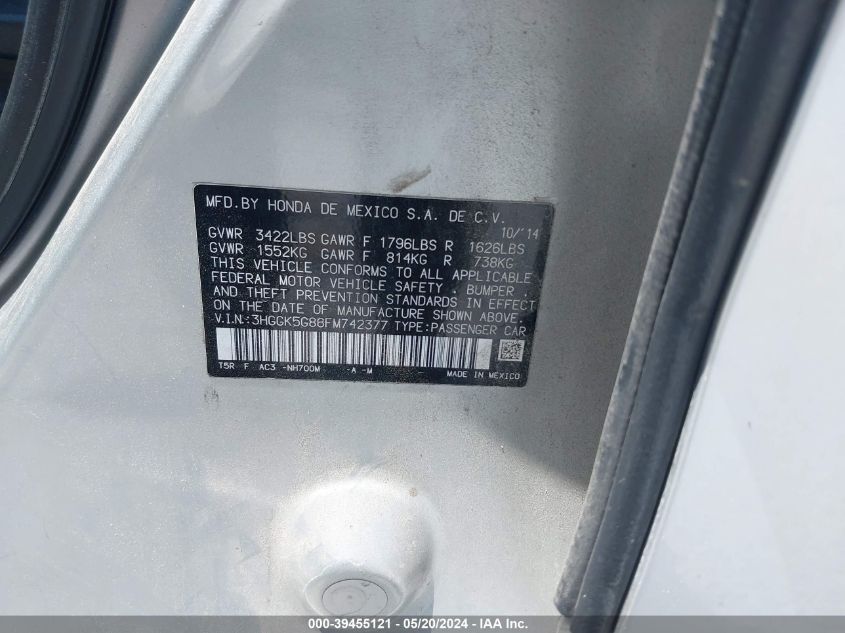 MFD.BY HONDA DE MEXICO S.A. DE C.V.
10/'14
GVWR 3422LBS GAWR F 1796LBS R 1626LBS
GVWR 1552KG GAWR F 814KG R 738KG
THIS VEHICLE CONFORMS TO ALL APPLICABLE
FEDERAL MOTOR VEHICLE SAFETY . BUMPER .
AND THEFT PREVENTION STANDARDS IN EFFECT
ON THE DATE OF MANUFACTURE SHOWN ABOVE.
V.I.N.:3HGGK5G86FM742377 TYPE:PASSENGER CAR
T5R F AC3 -NH700M -A -M MADE IN MEXICO
000-39455121 - 05/20/2024 - IAA Inc.